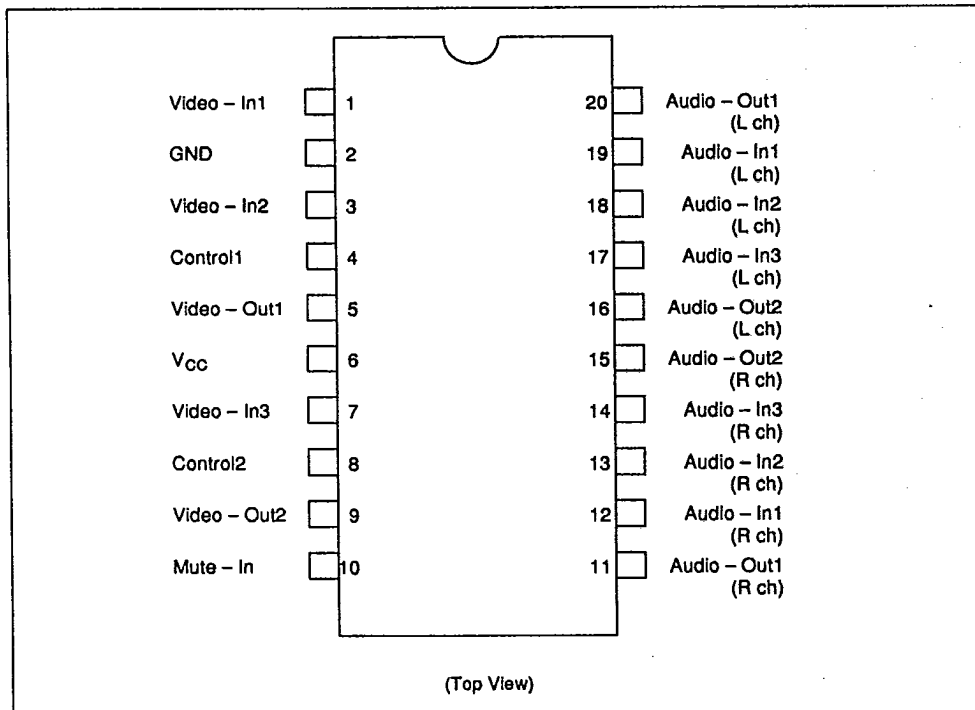 Video – In1
1
20
Audio – Out1
(L ch)
GND
2
19
Audio – In1
(L ch)
Video – In2
3
18
Audio – In2
(L ch)
Control1
4
17
Audio – In3
(L ch)
Video – Out1
5
16
Audio – Out2
(L ch)
VCC
6
15
Audio – Out2
(R ch)
Video – In3
7
14
Audio – In3
(R ch)
Control2
8
13
Audio – In2
(R ch)
Video – Out2
9
12
Audio – In1
(R ch)
Mute – In
10
11
Audio – Out1
(R ch)
(Top View)